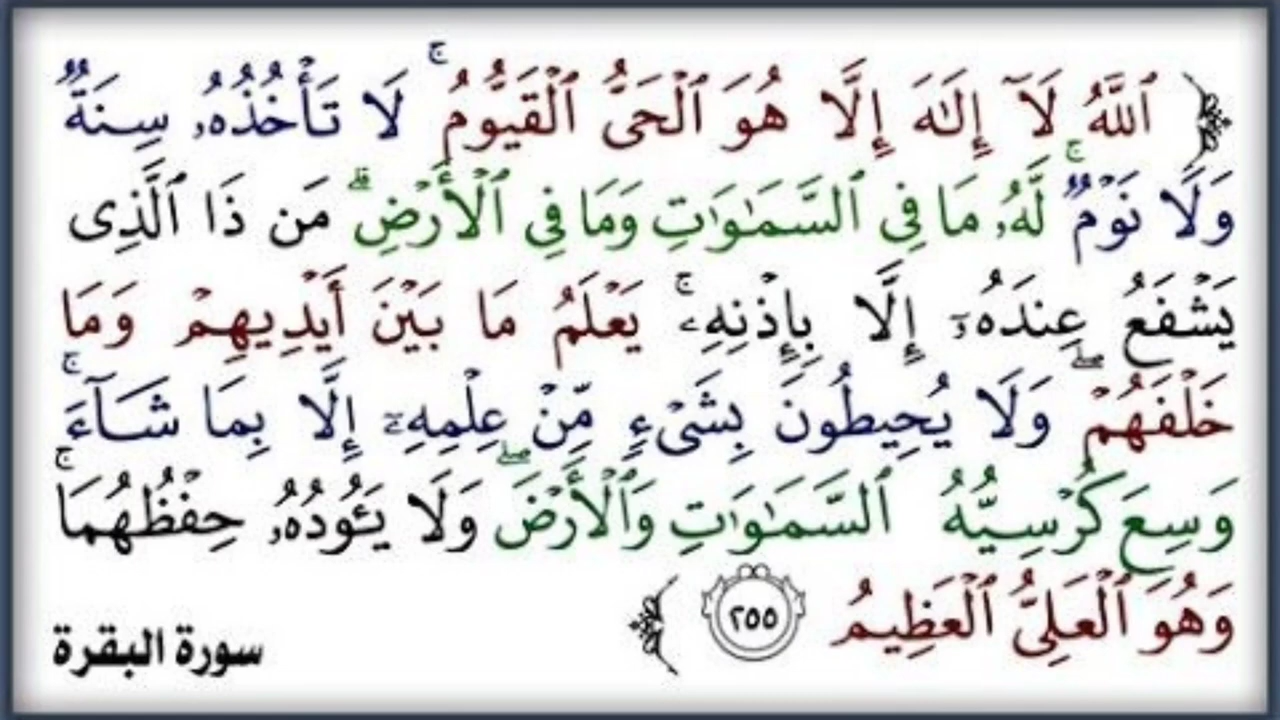 ﴿ ٱللَّهُ لَآ إِلَـٰهَ إِلَّا هُوَ ٱلْحَىُّ ٱلْقَيُّومُ ۚ لَا تَأْخُذُهُۥ سِنَةٌ
وَلَا نَوْمٌ ۚ لَّهُۥ مَا فِى ٱلسَّمَـٰوَٰتِ وَمَا فِى ٱلْأَرْضِ ۗ مَن ذَا ٱلَّذِى
يَشْفَعُ عِندَهُۥٓ إِلَّا بِإِذْنِهِۦ ۚ يَعْلَمُ مَا بَيْنَ أَيْدِيهِمْ وَمَا
خَلْفَهُمْ ۖ وَلَا يُحِيطُونَ بِشَىْءٍ مِّنْ عِلْمِهِۦٓ إِلَّا بِمَا شَآءَ ۚ
وَسِعَ كُرْسِيُّهُ ٱلسَّمَـٰوَٰتِ وَٱلْأَرْضَ ۖ وَلَا يَـُٔودُهُۥ حِفْظُهُمَا ۚ
وَهُوَ ٱلْعَلِىُّ ٱلْعَظِيمُ ٢٥٥ ﴾
سورة البقرة